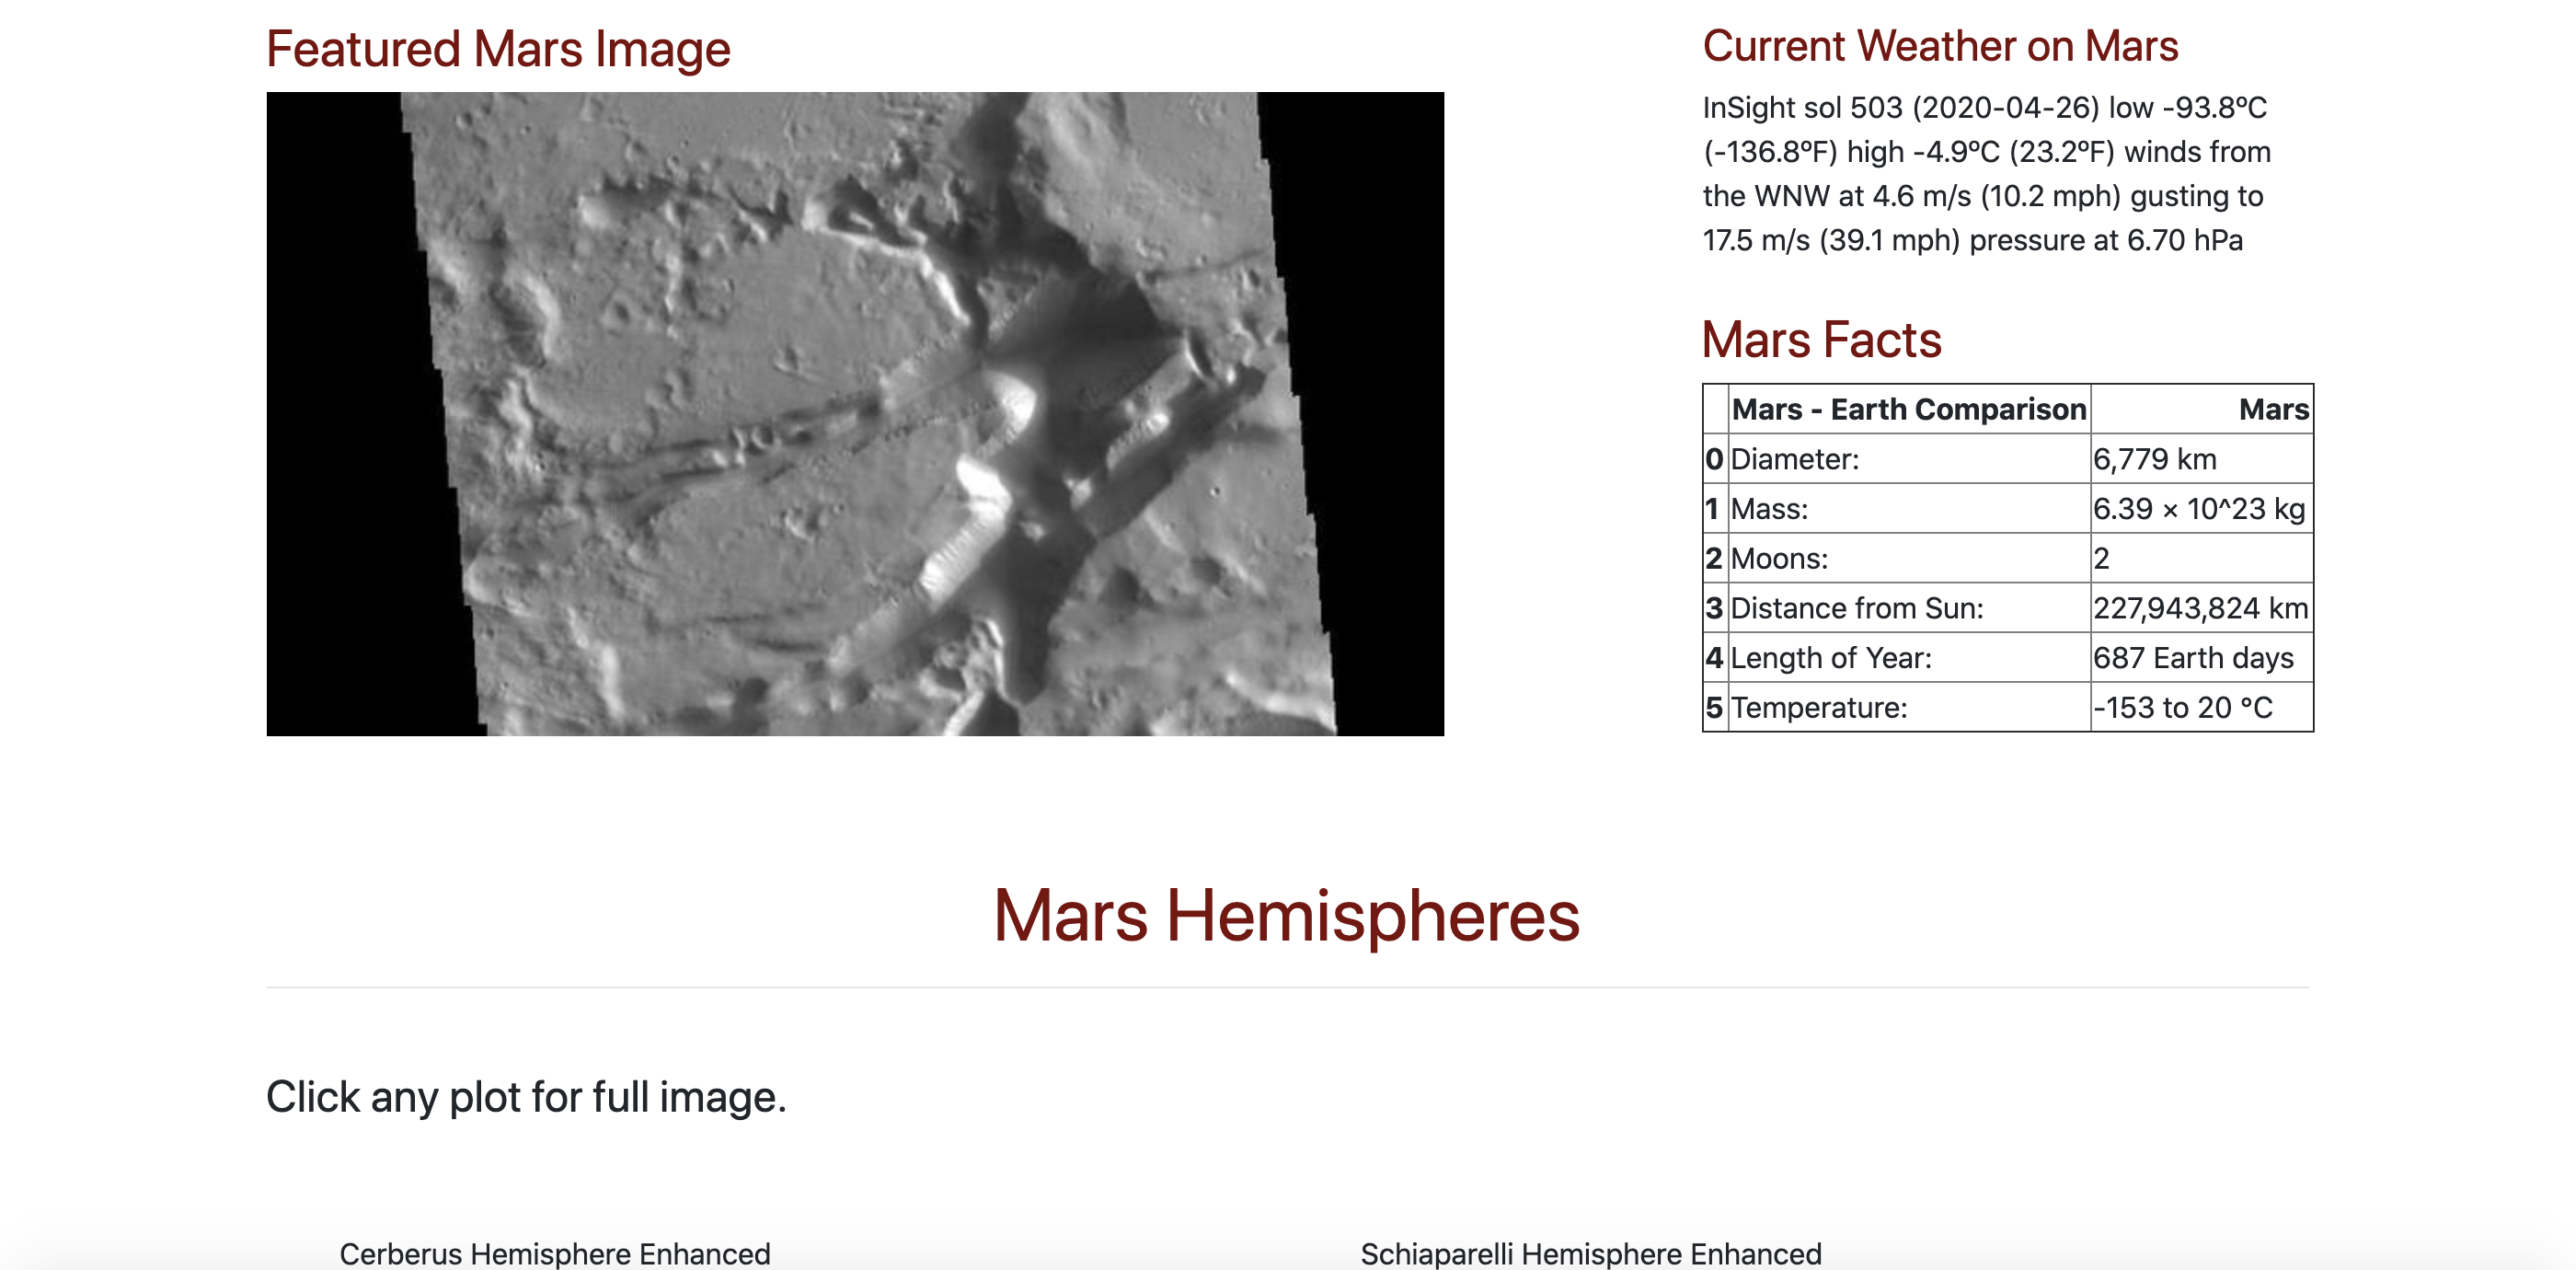 Featured Mars Image
Current Weather on Mars
InSight sol 503 (2020-04-26) low -93.8ºC
(-136.8ºF) high -4.9ºC (23.2ºF) winds from
the WNW at 4.6 m/s (10.2 mph) gusting to
17.5 m/s (39.1 mph) pressure at 6.70 hPa
Mars Facts
Mars - Earth Comparison Mars
0 Diameter: 6,779 km
1 Mass: 6.39 × 10^23 kg
2 Moons: 2
3 Distance from Sun: 227,943,824 km
4 Length of Year: 687 Earth days
5 Temperature: -153 to 20 °C
Mars Hemispheres
Click any plot for full image.
Cerberus Hemisphere Enhanced
Schiaparelli Hemisphere Enhanced